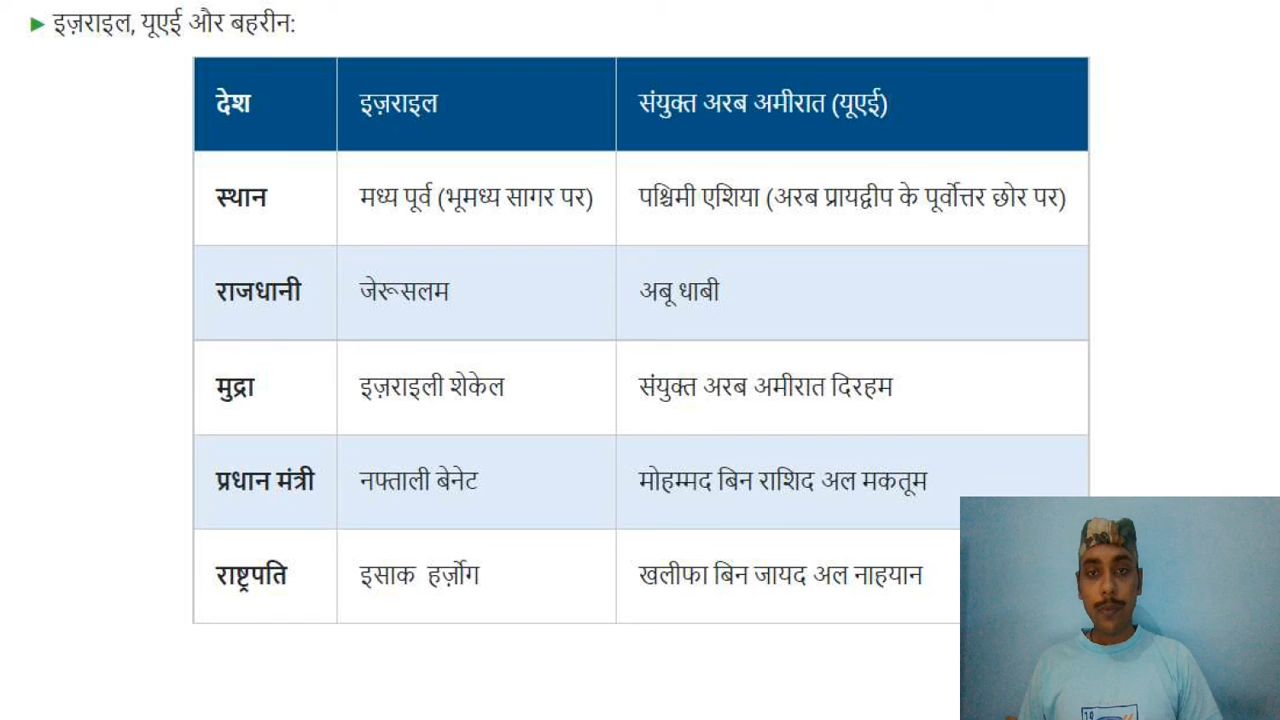 ► इज़राइल, यूएई और बहरीन:
देश इज़राइल संयुक्त अरब अमीरात (यूएई)
स्थान मध्य पूर्व (भूमध्य सागर पर) पश्चिमी एशिया (अरब प्रायद्वीप के पूर्वोत्तर छोर पर)
राजधानी जेरूसलम अबू धाबी
मुद्रा इज़राइली शेकेल संयुक्त अरब अमीरात दिरहम
प्रधान मंत्री नफ्ताली बेनेट मोहम्मद बिन राशिद अल मकतूम
राष्ट्रपति इसाक हर्ज़ोग खलीफा बिन जायद अल नाहयान